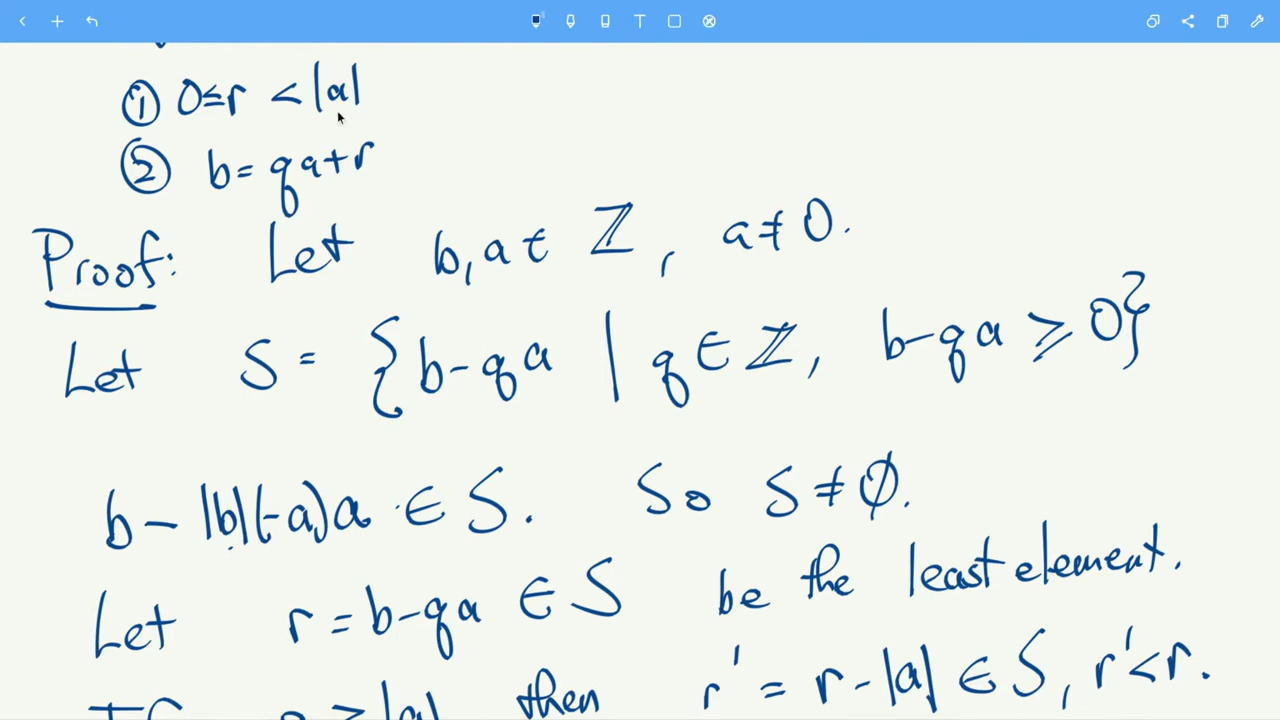 ① 0≤r <|a|
② b= qa+r
Proof: Let b,a ∈ ℤ, a≠0.
Let S = {b-qa | q∈ℤ, b-qa ≥ 0}
b- |b|(-a)a ∈ S. So S≠∅.
Let r = b-qa ∈ S be the least element.
If r ≥ |a| then r' = r-|a| ∈ S, r'<r.